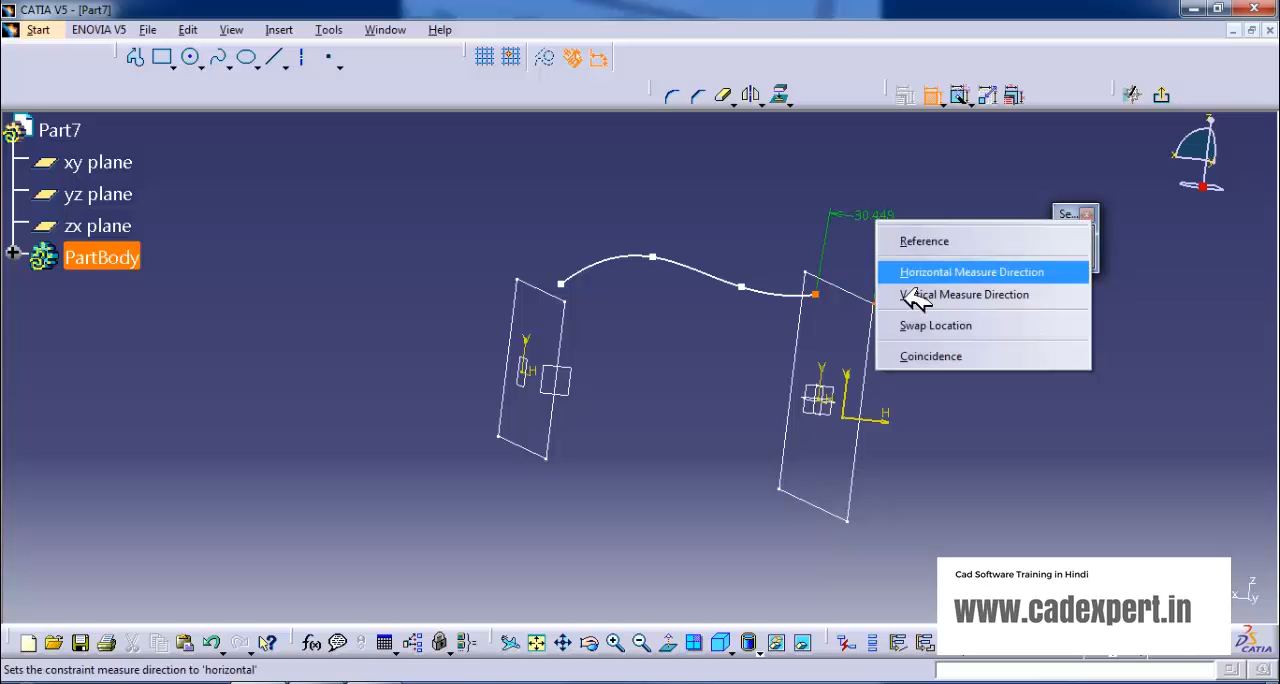 CATIA V5 - [Part7]
Start ENOVIA V5 File Edit View Insert Tools Window Help
Part7
xy plane
yz plane
zx plane
PartBody
30.449
Se...
Reference
Horizontal Measure Direction
Vertical Measure Direction
Swap Location
Coincidence
V
H
V
V
H
H
z
x
y
z
x
y
Cad Software Training in Hindi
www.cadexpert.in
f(x)
CATIA
Sets the constraint measure direction to 'horizontal'